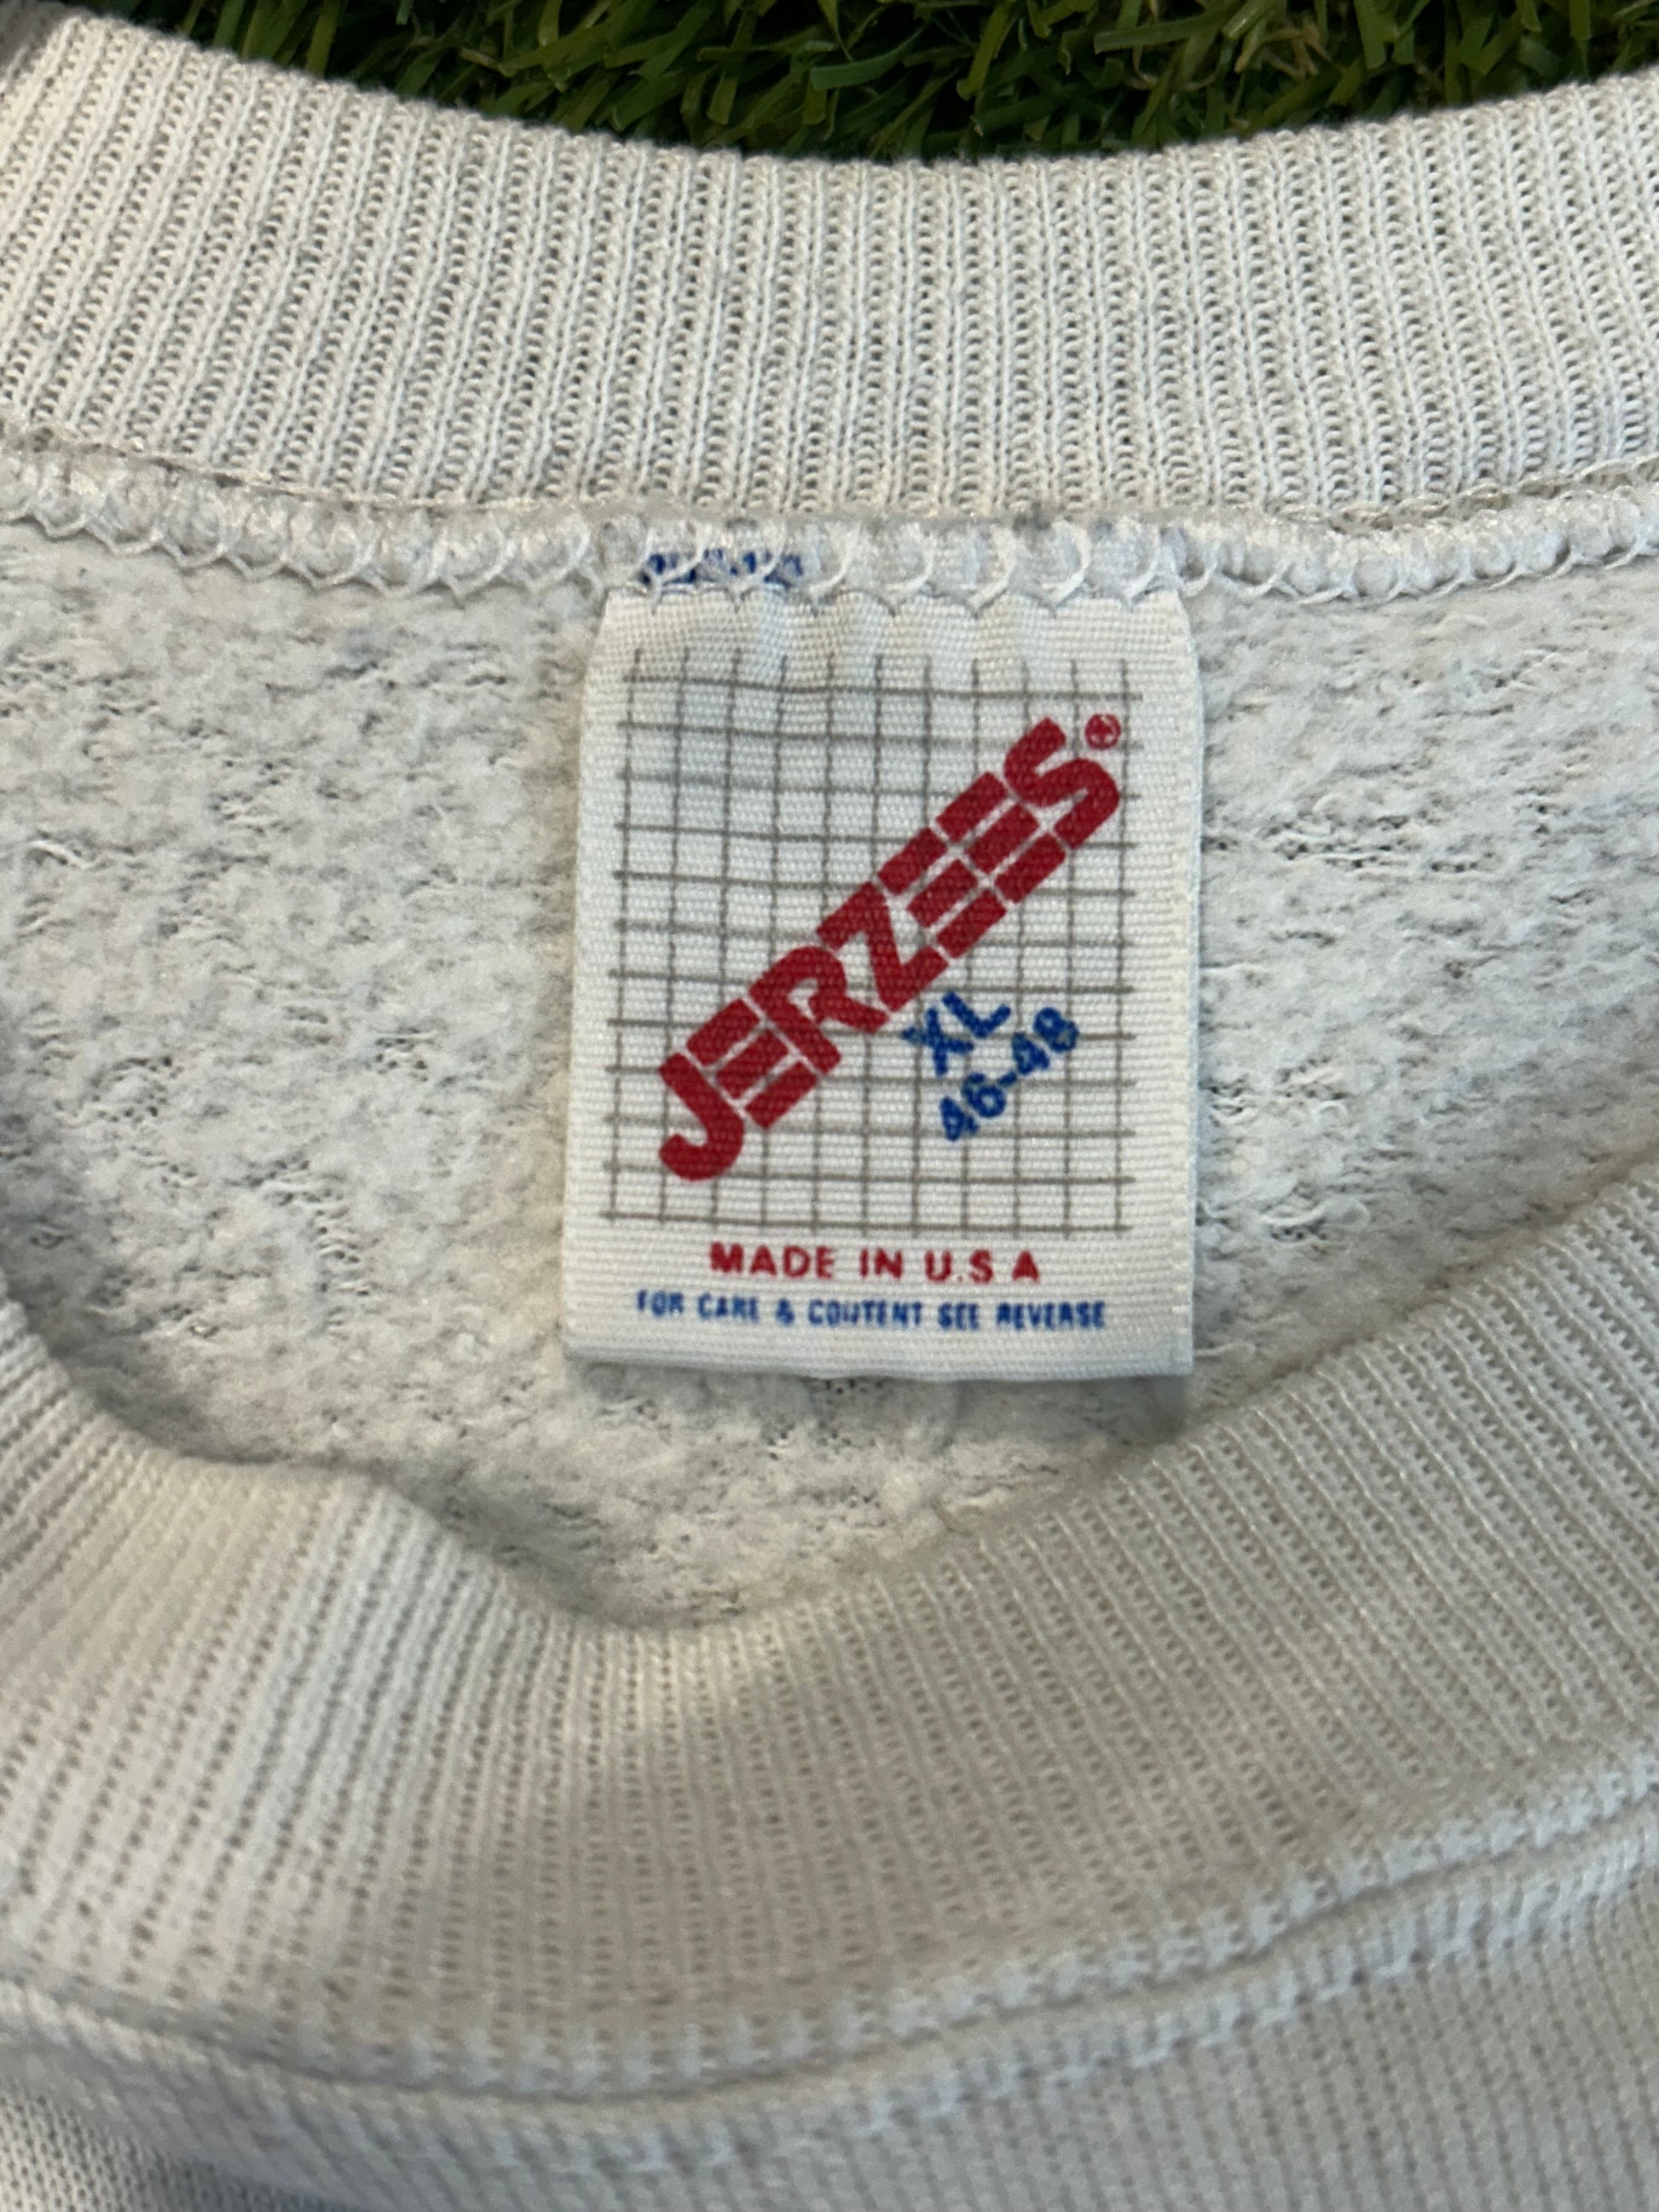 JERZEES®
XL
46-48
MADE IN U.S A
FOR CARE & CONTENT SEE REVERSE